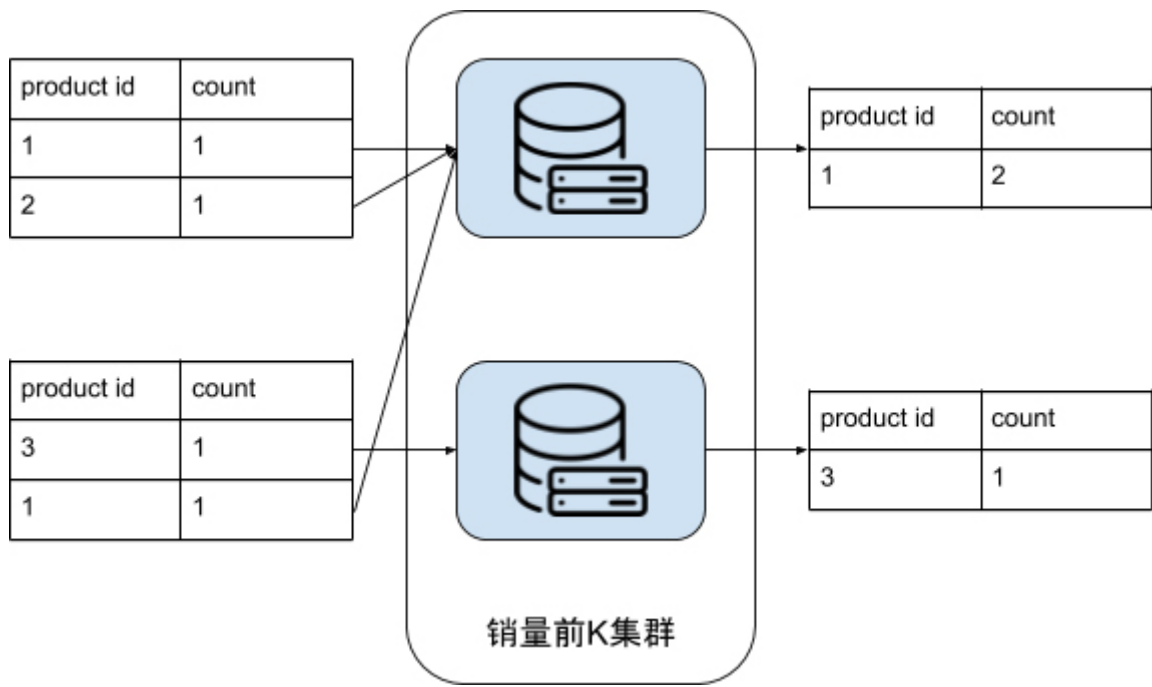 product id count
1 1
2 1
product id count
1 2
product id count
3 1
1 1
product id count
3 1
销量前K集群